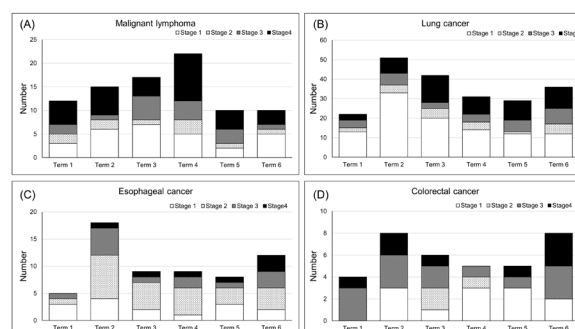 (A) Malignant lymphoma
□Stage 1 □Stage 2 ■Stage 3 ■Stage4
Number
25
20
15
10
5
0
Term 1 Term 2 Term 3 Term 4 Term 5 Term 6
(B) Lung cancer
□Stage 1 □Stage 2 ■Stage 3 ■Stag
Number
60
50
40
30
20
10
0
Term 1 Term 2 Term 3 Term 4 Term 5 Term 6
(C) Esophageal cancer
□Stage 1 □Stage 2 ■Stage 3 ■Stage4
Number
20
15
10
5
0
Term 1 Term 2 Term 3 Term 4 Term 5 Term 6
(D) Colorectal cancer
□Stage 1 □Stage 2 ■Stage 3 ■Stag
Number
10
8
6
4
2
0
Term 1 Term 2 Term 3 Term 4 Term 5 Term 6